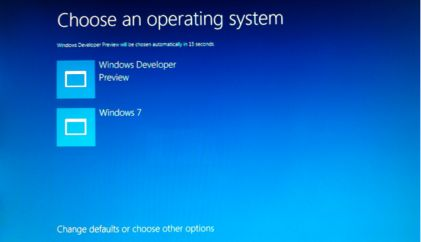 Choose an operating system
Windows Developer Preview will be chosen automatically in 15 seconds
Windows Developer
Preview
Windows 7
Change defaults or choose other options